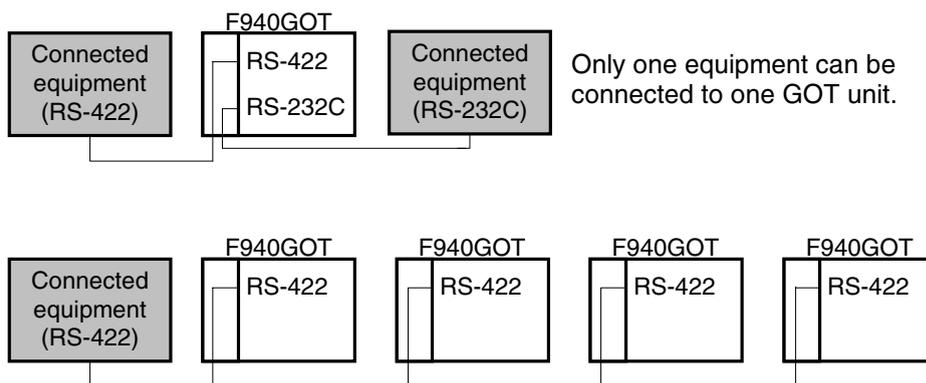 F940GOT
Connected
equipment
(RS-422)
RS-422
RS-232C
Connected
equipment
(RS-232C)
Only one equipment can be
connected to one GOT unit.
F940GOT
F940GOT
F940GOT
F940GOT
Connected
equipment
(RS-422)
RS-422
RS-422
RS-422
RS-422